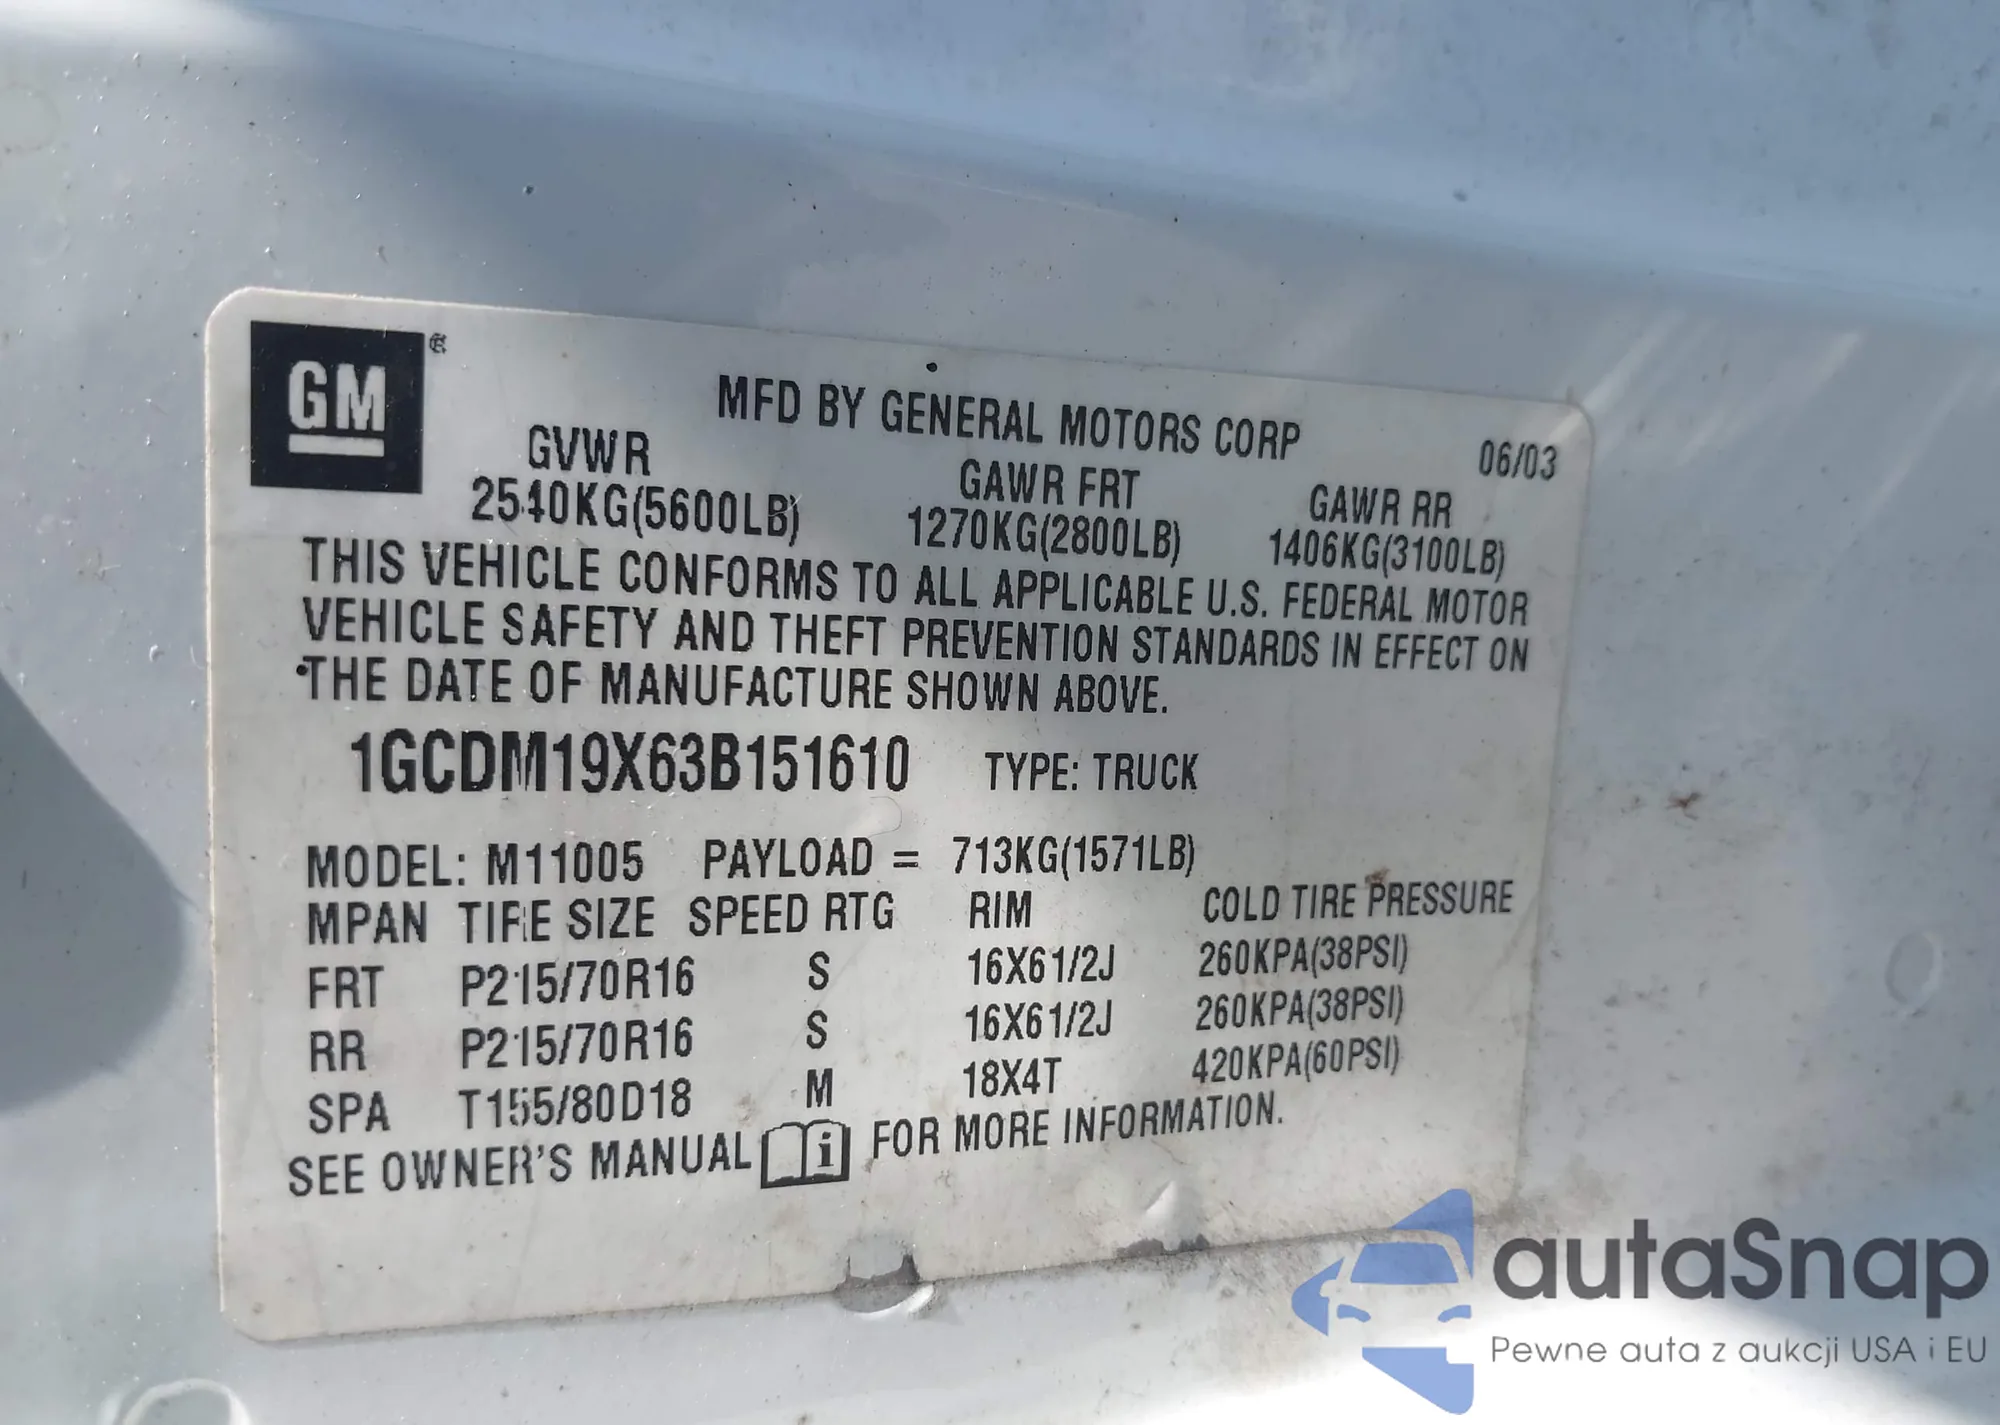 GM
MFD BY GENERAL MOTORS CORP 06/03
GVWR GAWR FRT GAWR RR
2540KG(5600LB) 1270KG(2800LB) 1406KG(3100LB)
THIS VEHICLE CONFORMS TO ALL APPLICABLE U.S. FEDERAL MOTOR
VEHICLE SAFETY AND THEFT PREVENTION STANDARDS IN EFFECT ON
THE DATE OF MANUFACTURE SHOWN ABOVE.
1GCDM19X63B151610 TYPE: TRUCK
MODEL: M11005 PAYLOAD = 713KG(1571LB)
MPAN TIRE SIZE SPEED RTG RIM COLD TIRE PRESSURE
FRT P215/70R16 S 16X61/2J 260KPA(38PSI)
RR P215/70R16 S 16X61/2J 260KPA(38PSI)
SPA T155/80D18 M 18X4T 420KPA(60PSI)
SEE OWNER'S MANUAL i FOR MORE INFORMATION.
autaSnap
Pewne auta z aukcji USA i EU